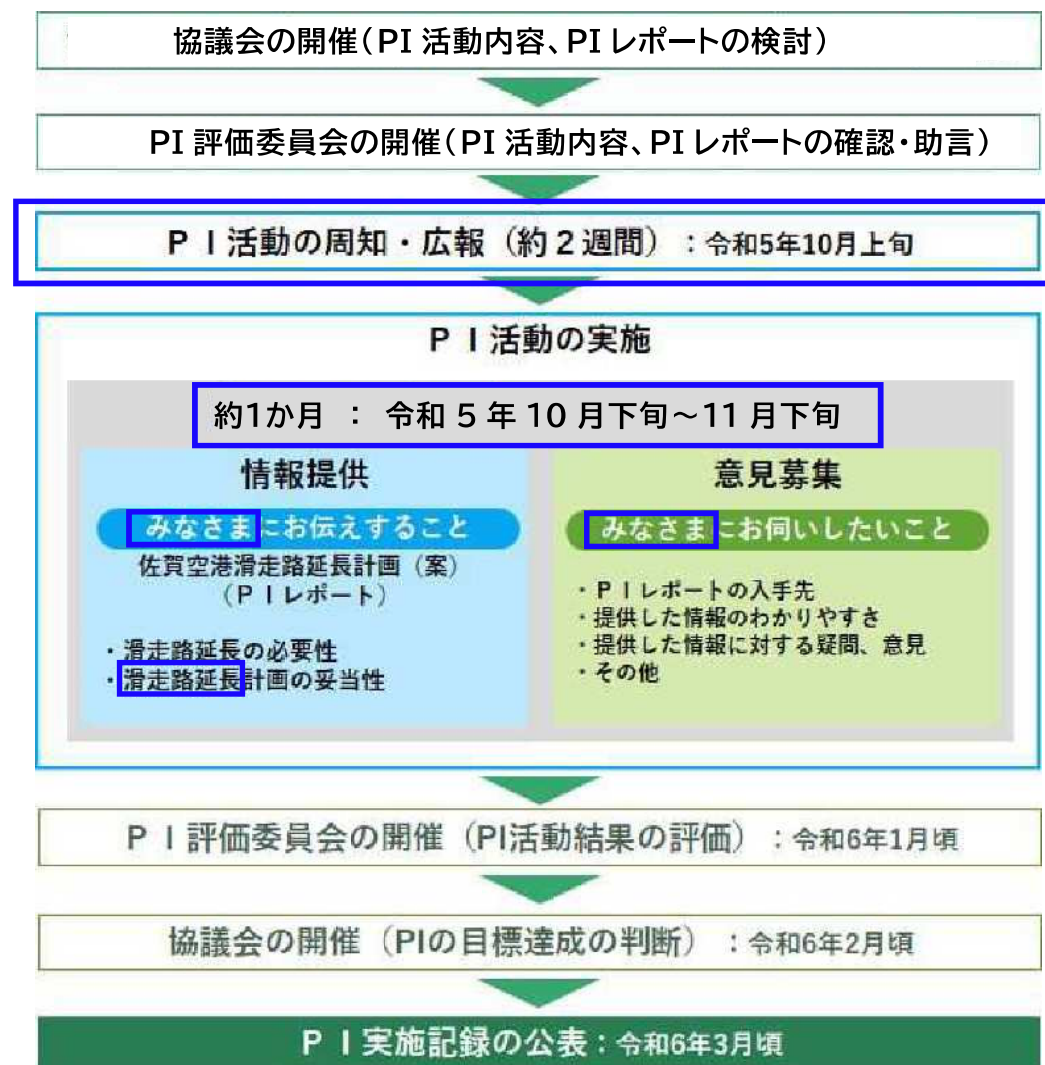 協議会の開催（PI 活動内容、PI レポートの検討）
PI 評価委員会の開催（PI 活動内容、PI レポートの確認・助言）
ＰＩ活動の周知・広報（約２週間）：令和5年10月上旬
ＰＩ活動の実施
約1か月 ： 令和 5 年 10 月下旬～11 月下旬
情報提供
みなさまにお伝えすること
佐賀空港滑走路延長計画（案）
（ＰＩレポート）
・滑走路延長の必要性
・滑走路延長計画の妥当性
意見募集
みなさまにお伺いしたいこと
・ＰＩレポートの入手先
・提供した情報のわかりやすさ
・提供した情報に対する疑問、意見
・その他
ＰＩ評価委員会の開催（PI活動結果の評価）：令和6年1月頃
協議会の開催（PIの目標達成の判断）：令和6年2月頃
ＰＩ実施記録の公表：令和6年3月頃